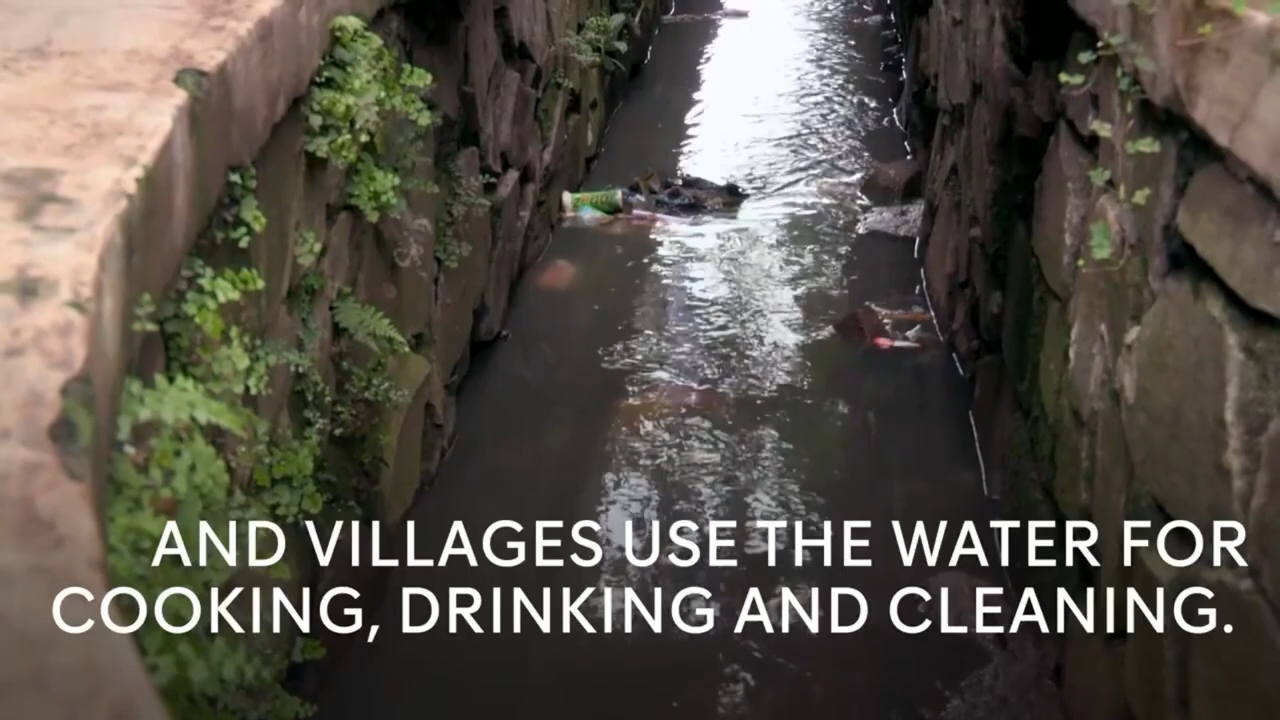 AND VILLAGES USE THE WATER FOR
COOKING, DRINKING AND CLEANING.